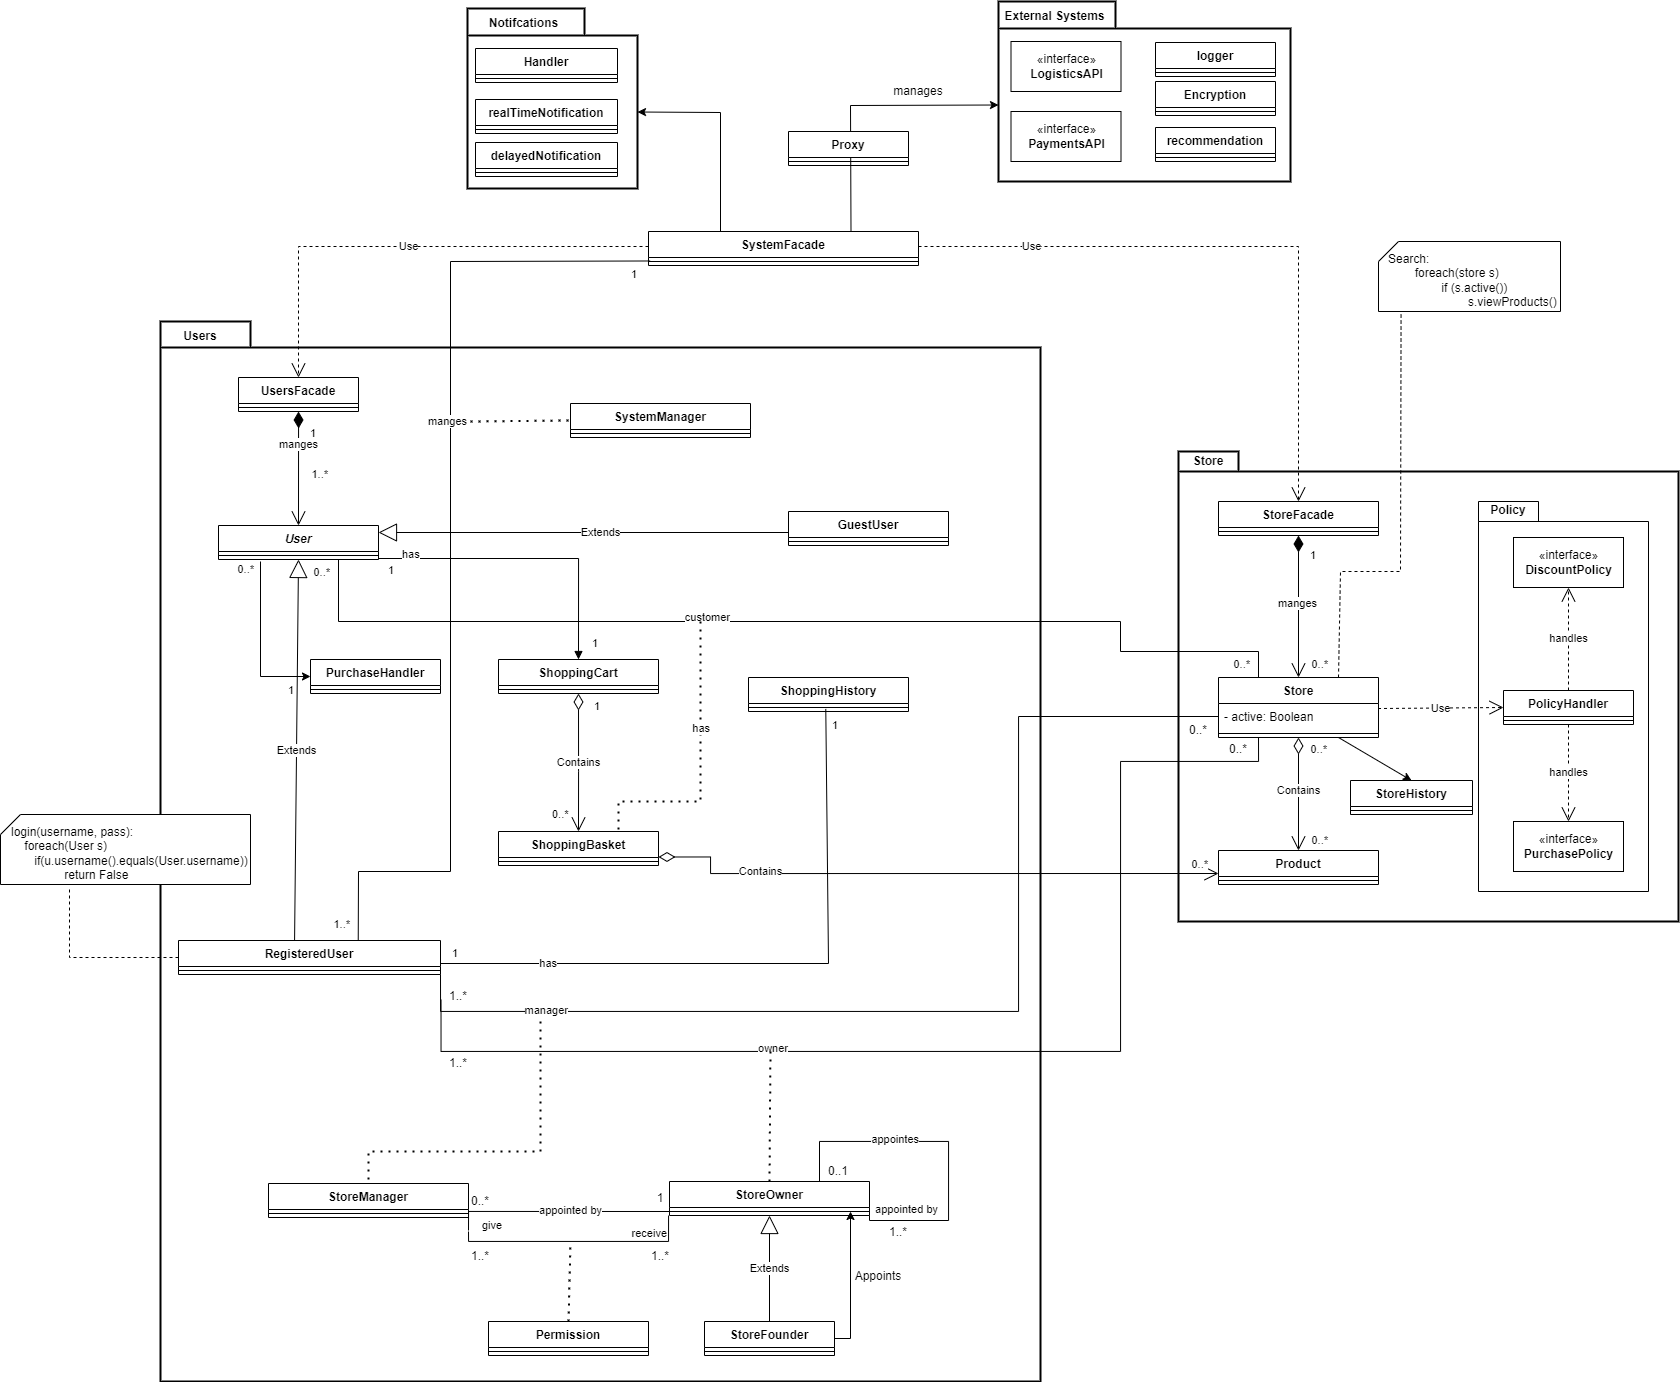 Notifcations
Handler
realTimeNotification
delayedNotification
External Systems
«interface»
LogisticsAPI
«interface»
PaymentsAPI
logger
Encryption
recommendation
manages
Proxy
SystemFacade
Use
Use
1
Search:
foreach(store s)
if (s.active())
s.viewProducts()
Users
UsersFacade
1
manges
1..*
manges
SystemManager
User
Extends
GuestUser
has
0..*
0..*
1
customer
1
PurchaseHandler
1
ShoppingCart
1
ShoppingHistory
1
has
Extends
Contains
0..*
ShoppingBasket
Contains
0..*
login(username, pass):
foreach(User s)
if(u.username().equals(User.username))
return False
1..*
RegisteredUser
1
has
1..*
manager
1..*
owner
Store
StoreFacade
1
manges
0..*
0..*
Store
- active: Boolean
0..*
0..*
0..*
Use
Contains
StoreHistory
0..*
Product
Policy
«interface»
DiscountPolicy
handles
PolicyHandler
handles
«interface»
PurchasePolicy
appointes
0..1
StoreManager
0..*
appointed by
1
StoreOwner
appointed by
1..*
give
receive
1..*
1..*
Extends
Appoints
Permission
StoreFounder